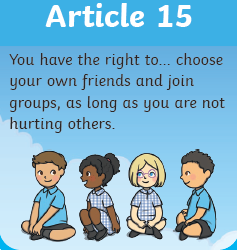 Article 15
You have the right to... choose
your own friends and join
groups, as long as you are not
hurting others.